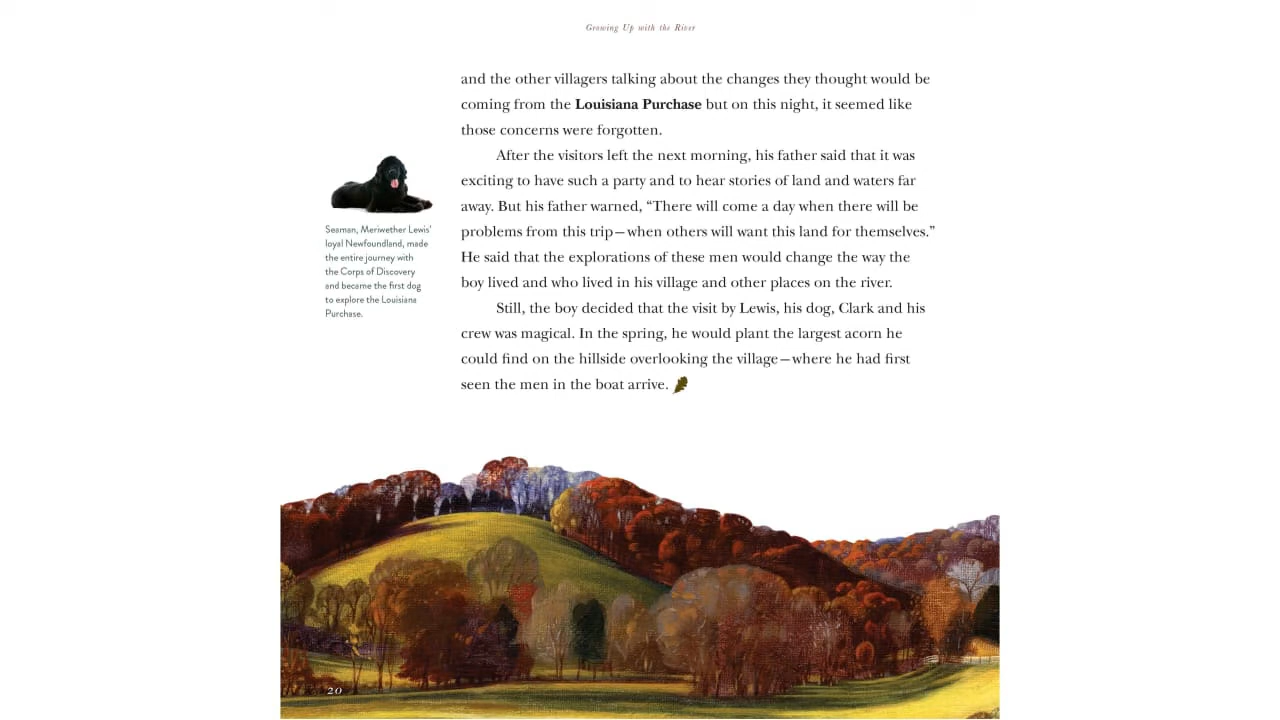 Growing Up with the River
and the other villagers talking about the changes they thought would be
coming from the Louisiana Purchase but on this night, it seemed like
those concerns were forgotten.
After the visitors left the next morning, his father said that it was
exciting to have such a party and to hear stories of land and waters far
away. But his father warned, “There will come a day when there will be
problems from this trip—when others will want this land for themselves.”
He said that the explorations of these men would change the way the
boy lived and who lived in his village and other places on the river.
Still, the boy decided that the visit by Lewis, his dog, Clark and his
crew was magical. In the spring, he would plant the largest acorn he
could find on the hillside overlooking the village—where he had first
seen the men in the boat arrive.
Seaman, Meriwether Lewis’
loyal Newfoundland, made
the entire journey with
the Corps of Discovery
and became the first dog
to explore the Louisiana
Purchase.
20